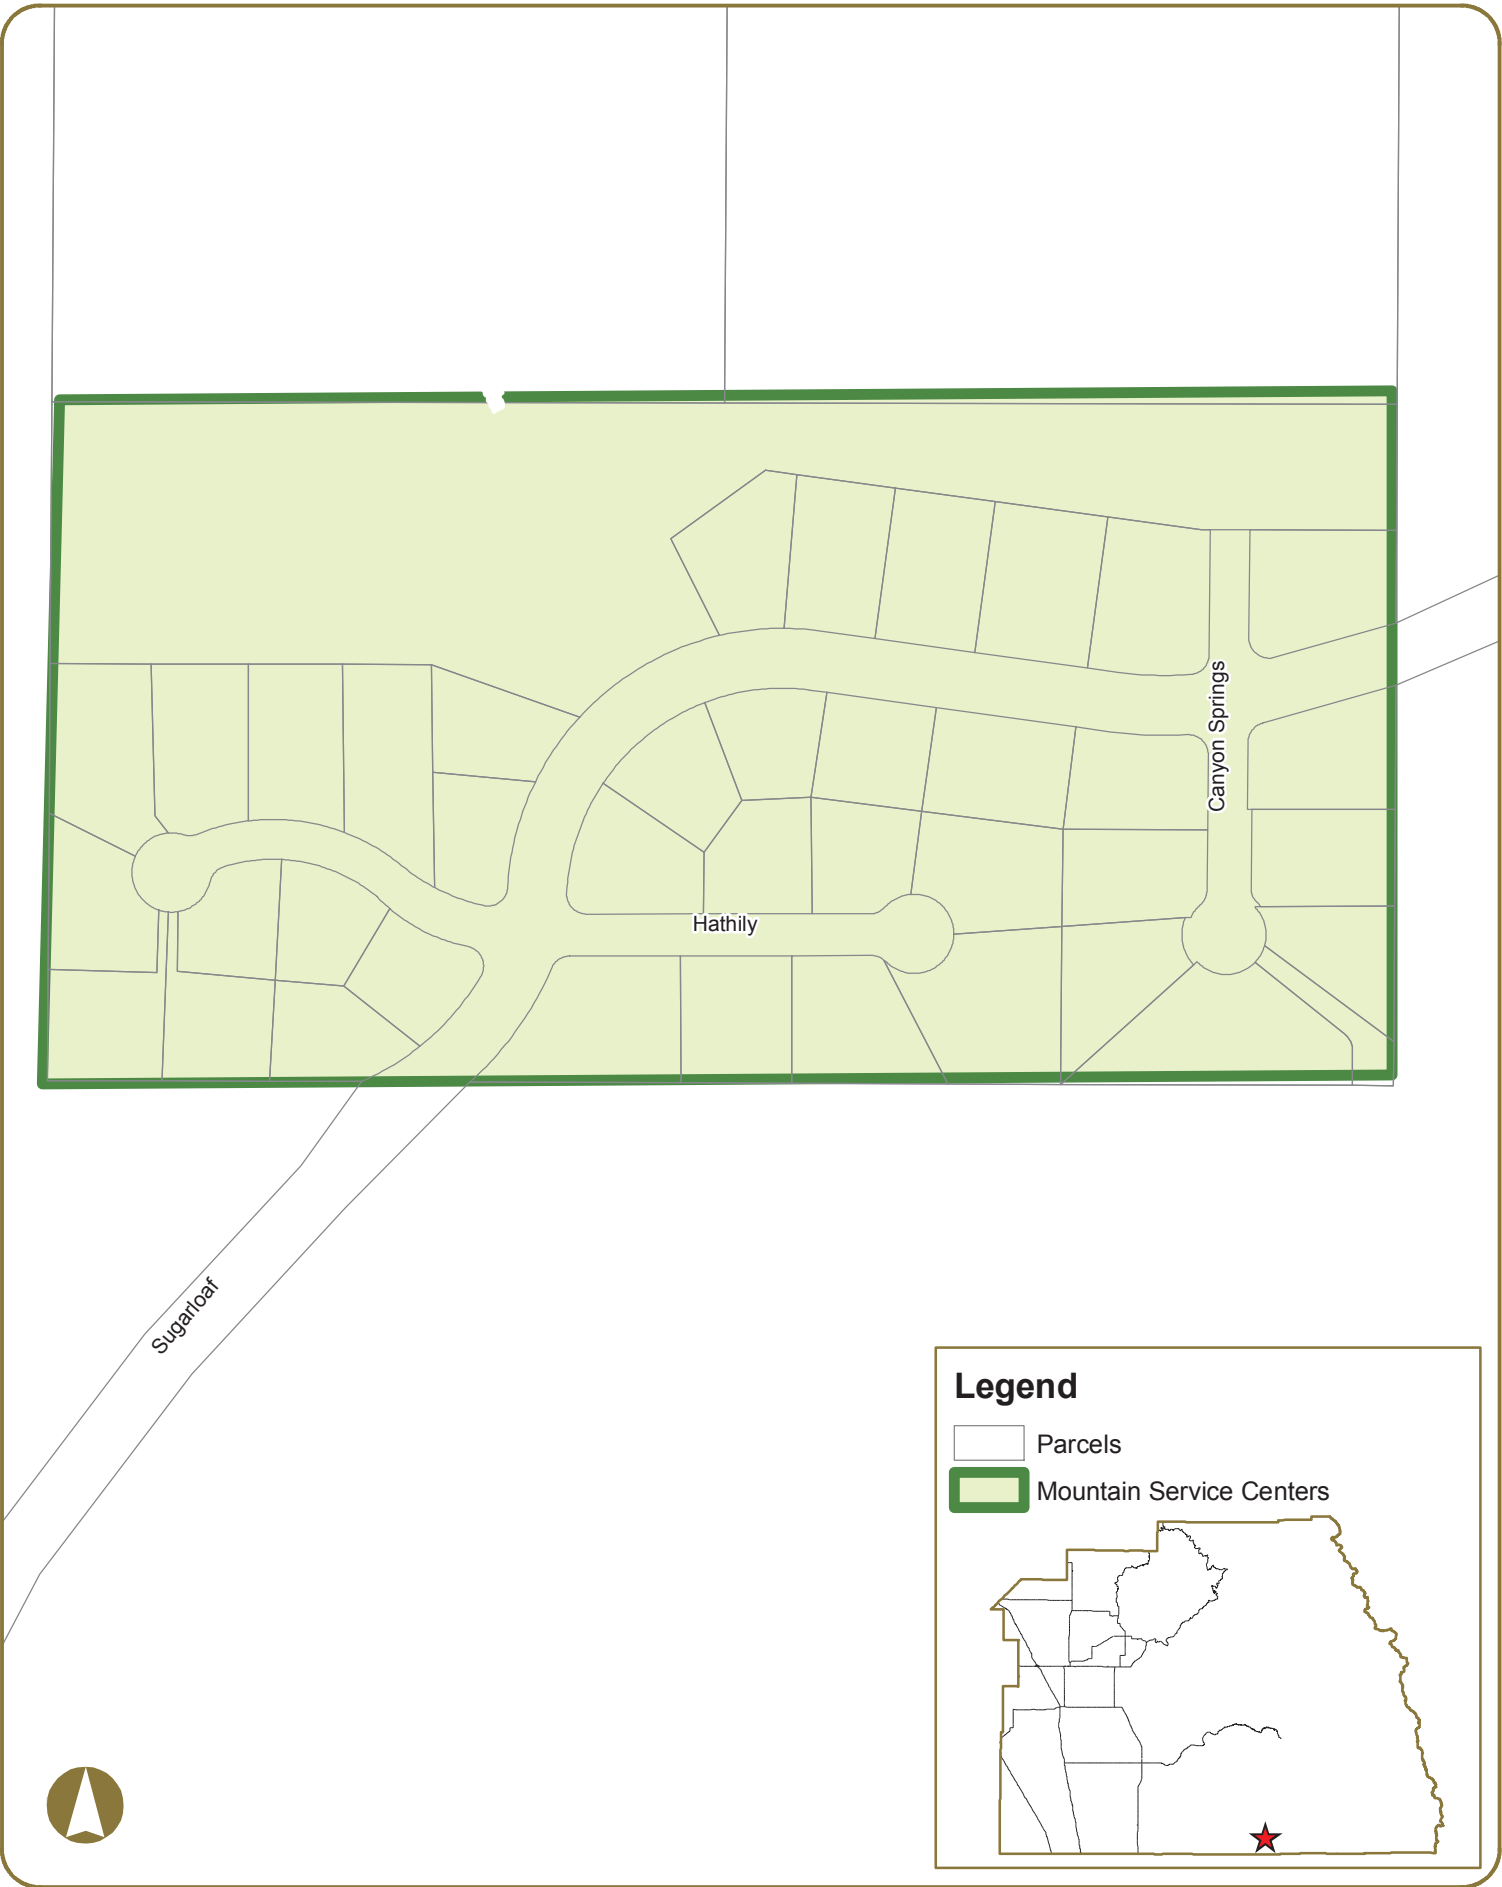 Canyon Springs
Hathily
Sugarloaf
Legend
Parcels
Mountain Service Centers